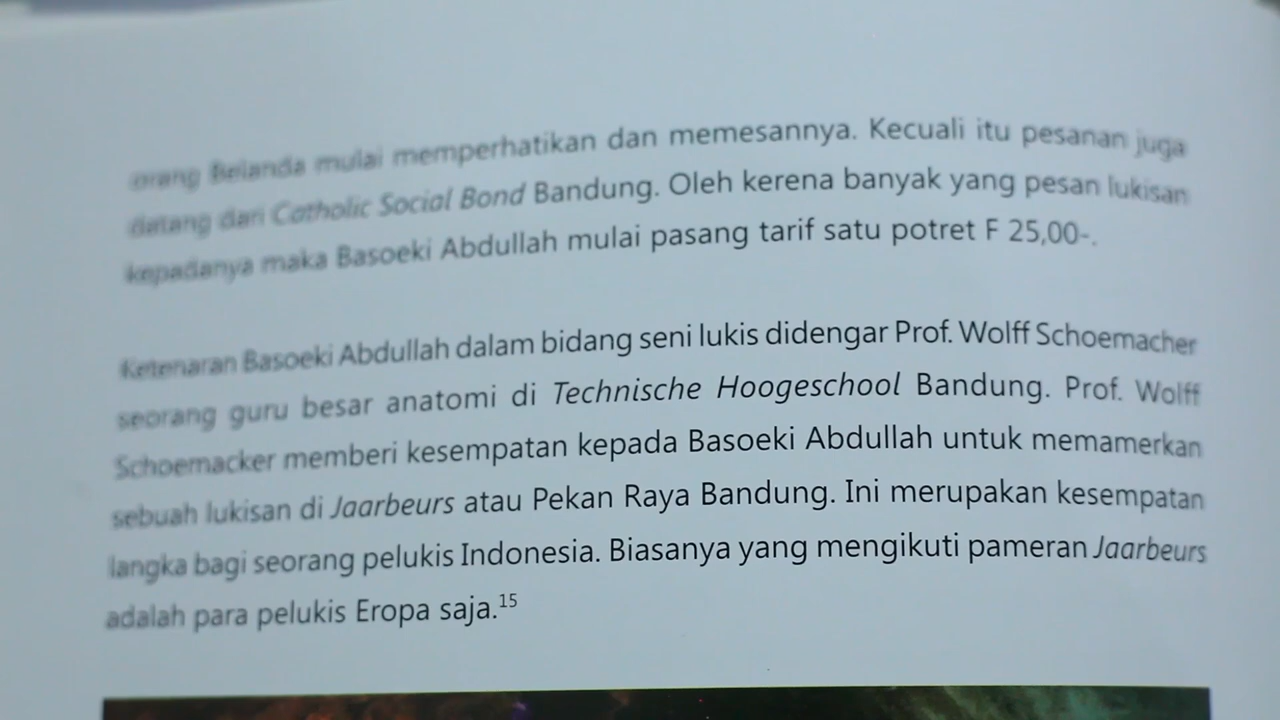 orang Belanda mulai memperhatikan dan memesannya. Kecuali itu pesanan juga
datang dari Catholic Social Bond Bandung. Oleh kerena banyak yang pesan lukisan
kepadanya maka Basoeki Abdullah mulai pasang tarif satu potret F 25,00-.
Ketenaran Basoeki Abdullah dalam bidang seni lukis didengar Prof. Wolff Schoemacher
seorang guru besar anatomi di Technische Hoogeschool Bandung. Prof. Wolff
Schoemacker memberi kesempatan kepada Basoeki Abdullah untuk memamerkan
sebuah lukisan di Jaarbeurs atau Pekan Raya Bandung. Ini merupakan kesempatan
langka bagi seorang pelukis Indonesia. Biasanya yang mengikuti pameran Jaarbeurs
adalah para pelukis Eropa saja.15